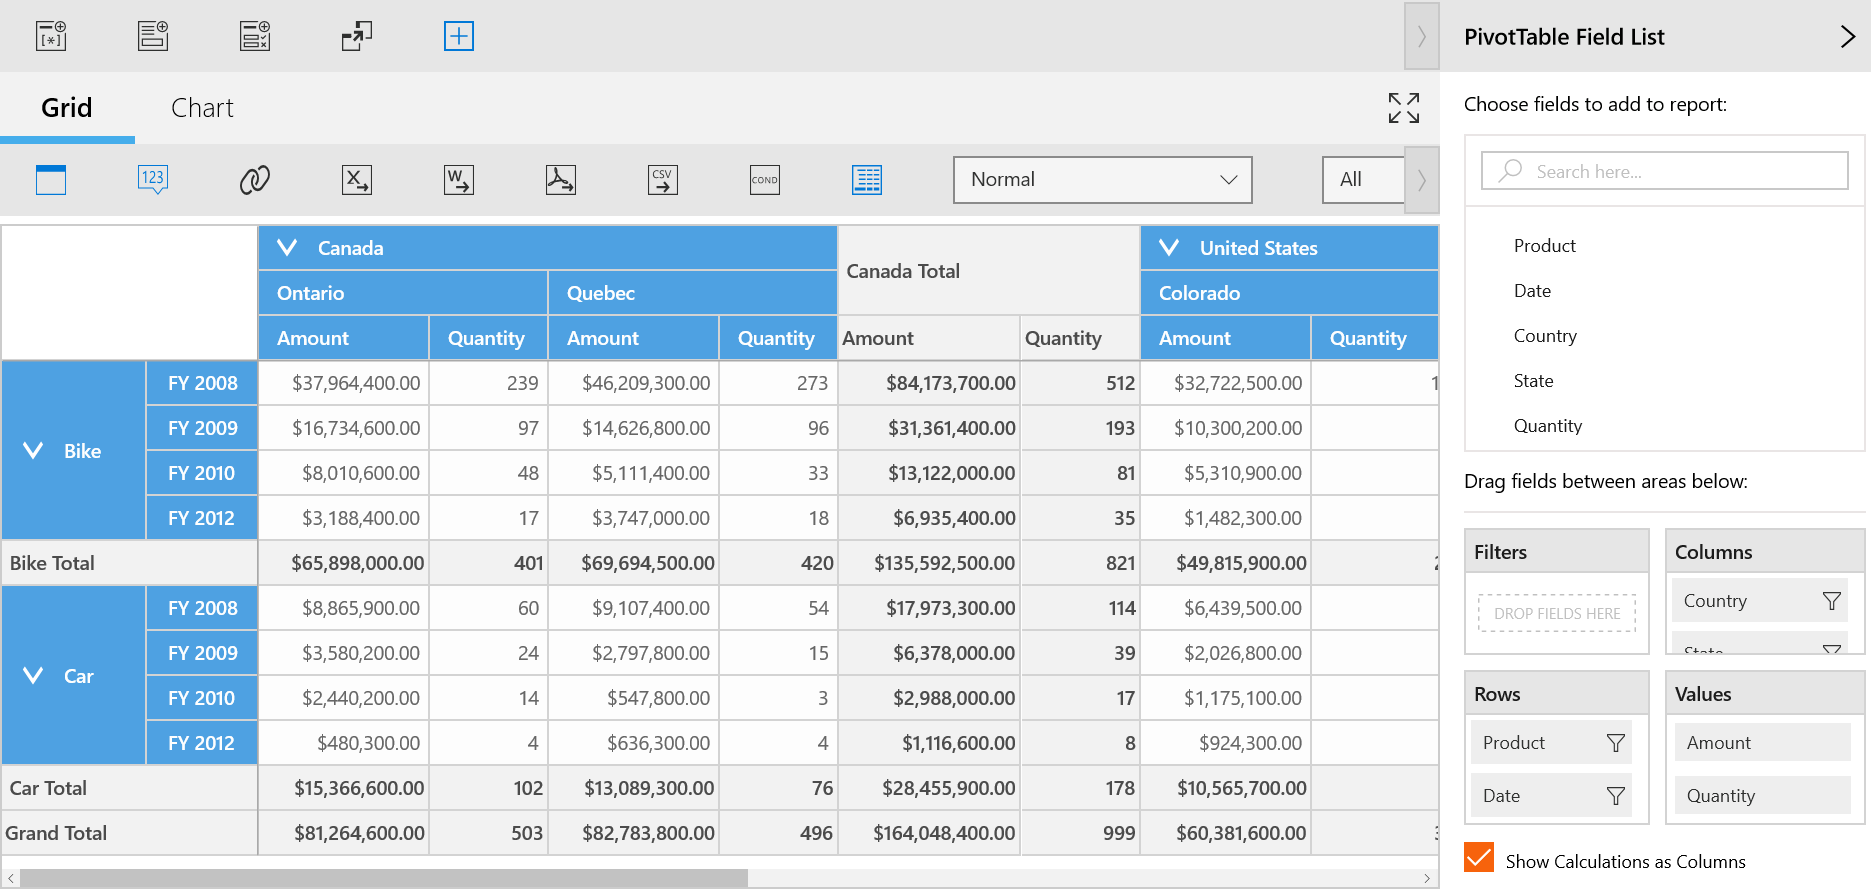 PivotTable Field List
Grid
Chart
Choose fields to add to report:
Search here...
123
X
W
CSV
COND
Normal
All
Product
Date
Country
State
Quantity
Canada
Canada Total
United States
Ontario
Quebec
Colorado
Amount Quantity Amount Quantity Amount Quantity Amount Quantity
Bike
FY 2008 $37,964,400.00 239 $46,209,300.00 273 $84,173,700.00 512 $32,722,500.00
FY 2009 $16,734,600.00 97 $14,626,800.00 96 $31,361,400.00 193 $10,300,200.00
FY 2010 $8,010,600.00 48 $5,111,400.00 33 $13,122,000.00 81 $5,310,900.00
FY 2012 $3,188,400.00 17 $3,747,000.00 18 $6,935,400.00 35 $1,482,300.00
Bike Total $65,898,000.00 401 $69,694,500.00 420 $135,592,500.00 821 $49,815,900.00
Car
FY 2008 $8,865,900.00 60 $9,107,400.00 54 $17,973,300.00 114 $6,439,500.00
FY 2009 $3,580,200.00 24 $2,797,800.00 15 $6,378,000.00 39 $2,026,800.00
FY 2010 $2,440,200.00 14 $547,800.00 3 $2,988,000.00 17 $1,175,100.00
FY 2012 $480,300.00 4 $636,300.00 4 $1,116,600.00 8 $924,300.00
Car Total $15,366,600.00 102 $13,089,300.00 76 $28,455,900.00 178 $10,565,700.00
Grand Total $81,264,600.00 503 $82,783,800.00 496 $164,048,400.00 999 $60,381,600.00
Drag fields between areas below:
Filters
DROP FIELDS HERE
Columns
Country
State
Rows
Product
Date
Values
Amount
Quantity
Show Calculations as Columns